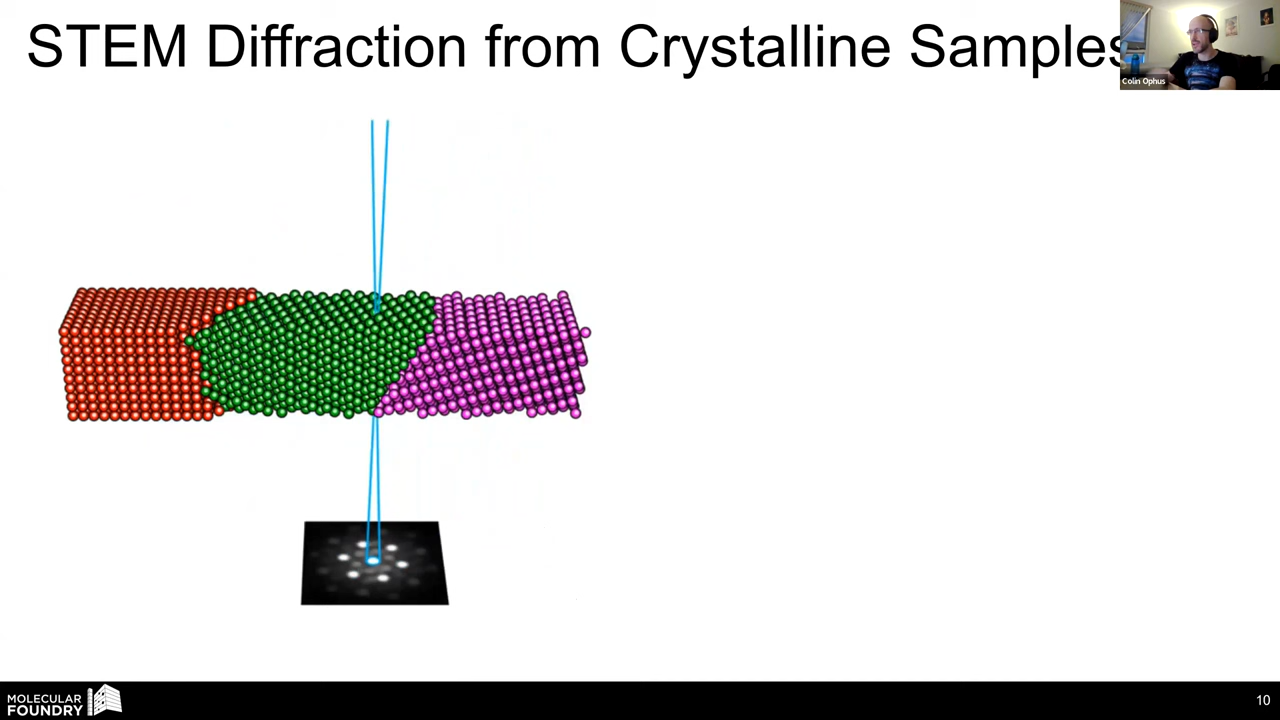 STEM Diffraction from Crystalline Samples
Colin Ophus
MOLECULAR
FOUNDRY
10